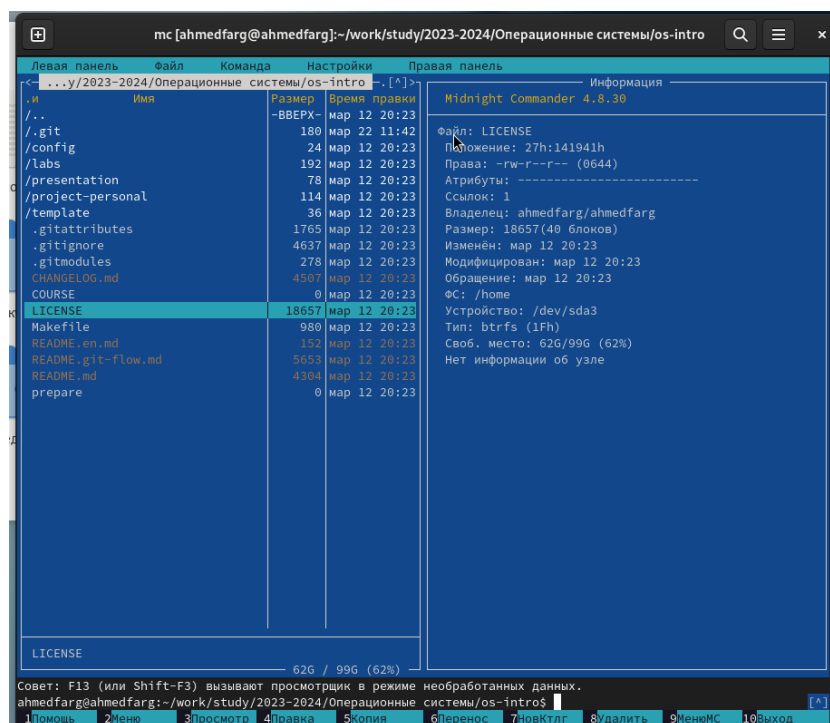 mc [ahmedfarg@ahmedfarg]:~/work/study/2023-2024/Операционные системы/os-intro
Левая панель Файл Команда Настройки Правая панель
<— ...y/2023-2024/Операционные системы/os-intro —.[^]>
.и Имя Размер Время правки
/.. -ВВЕРХ- мар 12 20:23
/.git 180 мар 22 11:42
/config 24 мар 12 20:23
/labs 192 мар 12 20:23
/presentation 78 мар 12 20:23
/project-personal 114 мар 12 20:23
/template 36 мар 12 20:23
.gitattributes 1765 мар 12 20:23
.gitignore 4637 мар 12 20:23
.gitmodules 278 мар 12 20:23
CHANGELOG.md 4507 мар 12 20:23
COURSE 0 мар 12 20:23
LICENSE 18657 мар 12 20:23
Makefile 980 мар 12 20:23
README.en.md 152 мар 12 20:23
README.git-flow.md 5653 мар 12 20:23
README.md 4304 мар 12 20:23
prepare 0 мар 12 20:23
LICENSE
62G / 99G (62%)
Информация
Midnight Commander 4.8.30
Файл: LICENSE
Положение: 27h:141941h
Права: -rw-r--r-- (0644)
Атрибуты: -------------------------
Ссылок: 1
Владелец: ahmedfarg/ahmedfarg
Размер: 18657(40 блоков)
Изменён: мар 12 20:23
Модифицирован: мар 12 20:23
Обращение: мар 12 20:23
ФС: /home
Устройство: /dev/sda3
Тип: btrfs (1Fh)
Своб. место: 62G/99G (62%)
Нет информации об узле
Совет: F13 (или Shift-F3) вызывают просмотрщик в режиме необработанных данных.
ahmedfarg@ahmedfarg:~/work/study/2023-2024/Операционные системы/os-intro$ [^]
1Помощь 2Меню 3Просмотр 4Правка 5Копия 6Перенос 7НовКтлг 8Удалить 9МенюMC 10Выход